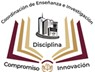 Coordinación de Enseñanza e Investigación
Disciplina
Compromiso Innovación